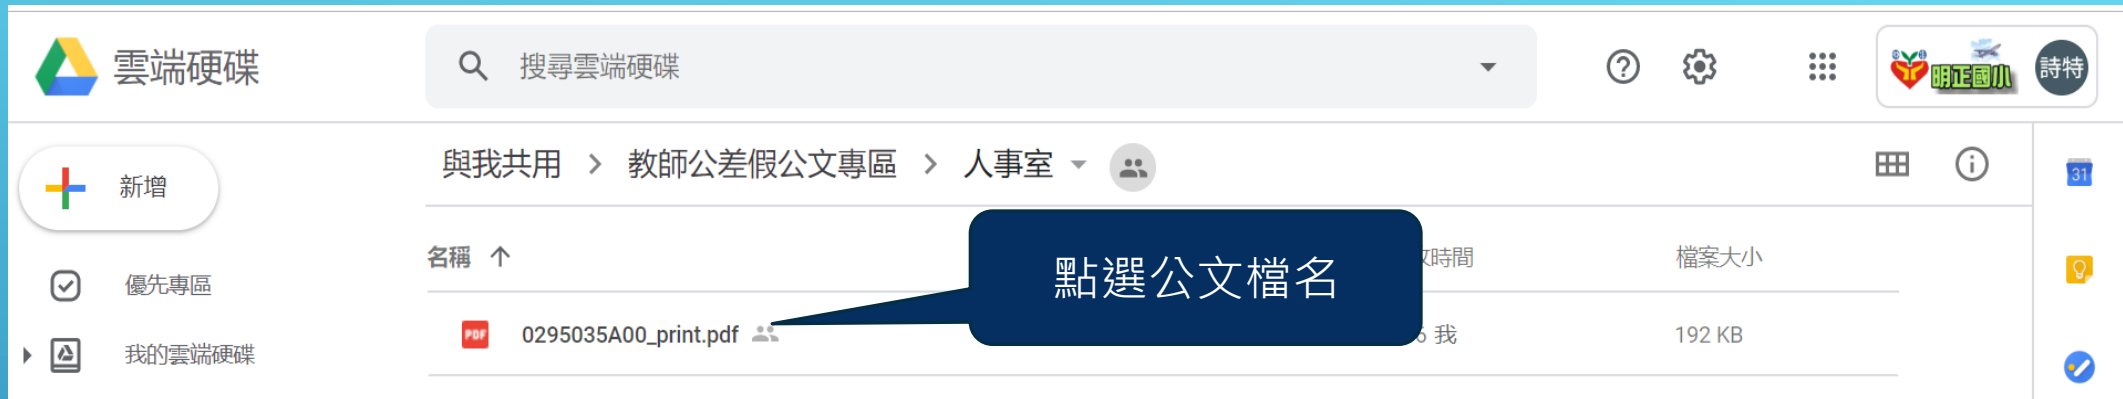 雲端硬碟
搜尋雲端硬碟
明正國小
詩特
新增
與我共用 > 教師公差假公文專區 > 人事室
31
名稱 ↑
時間
檔案大小
點選公文檔名
優先專區
PDF
0295035A00_print.pdf
我
192 KB
我的雲端硬碟